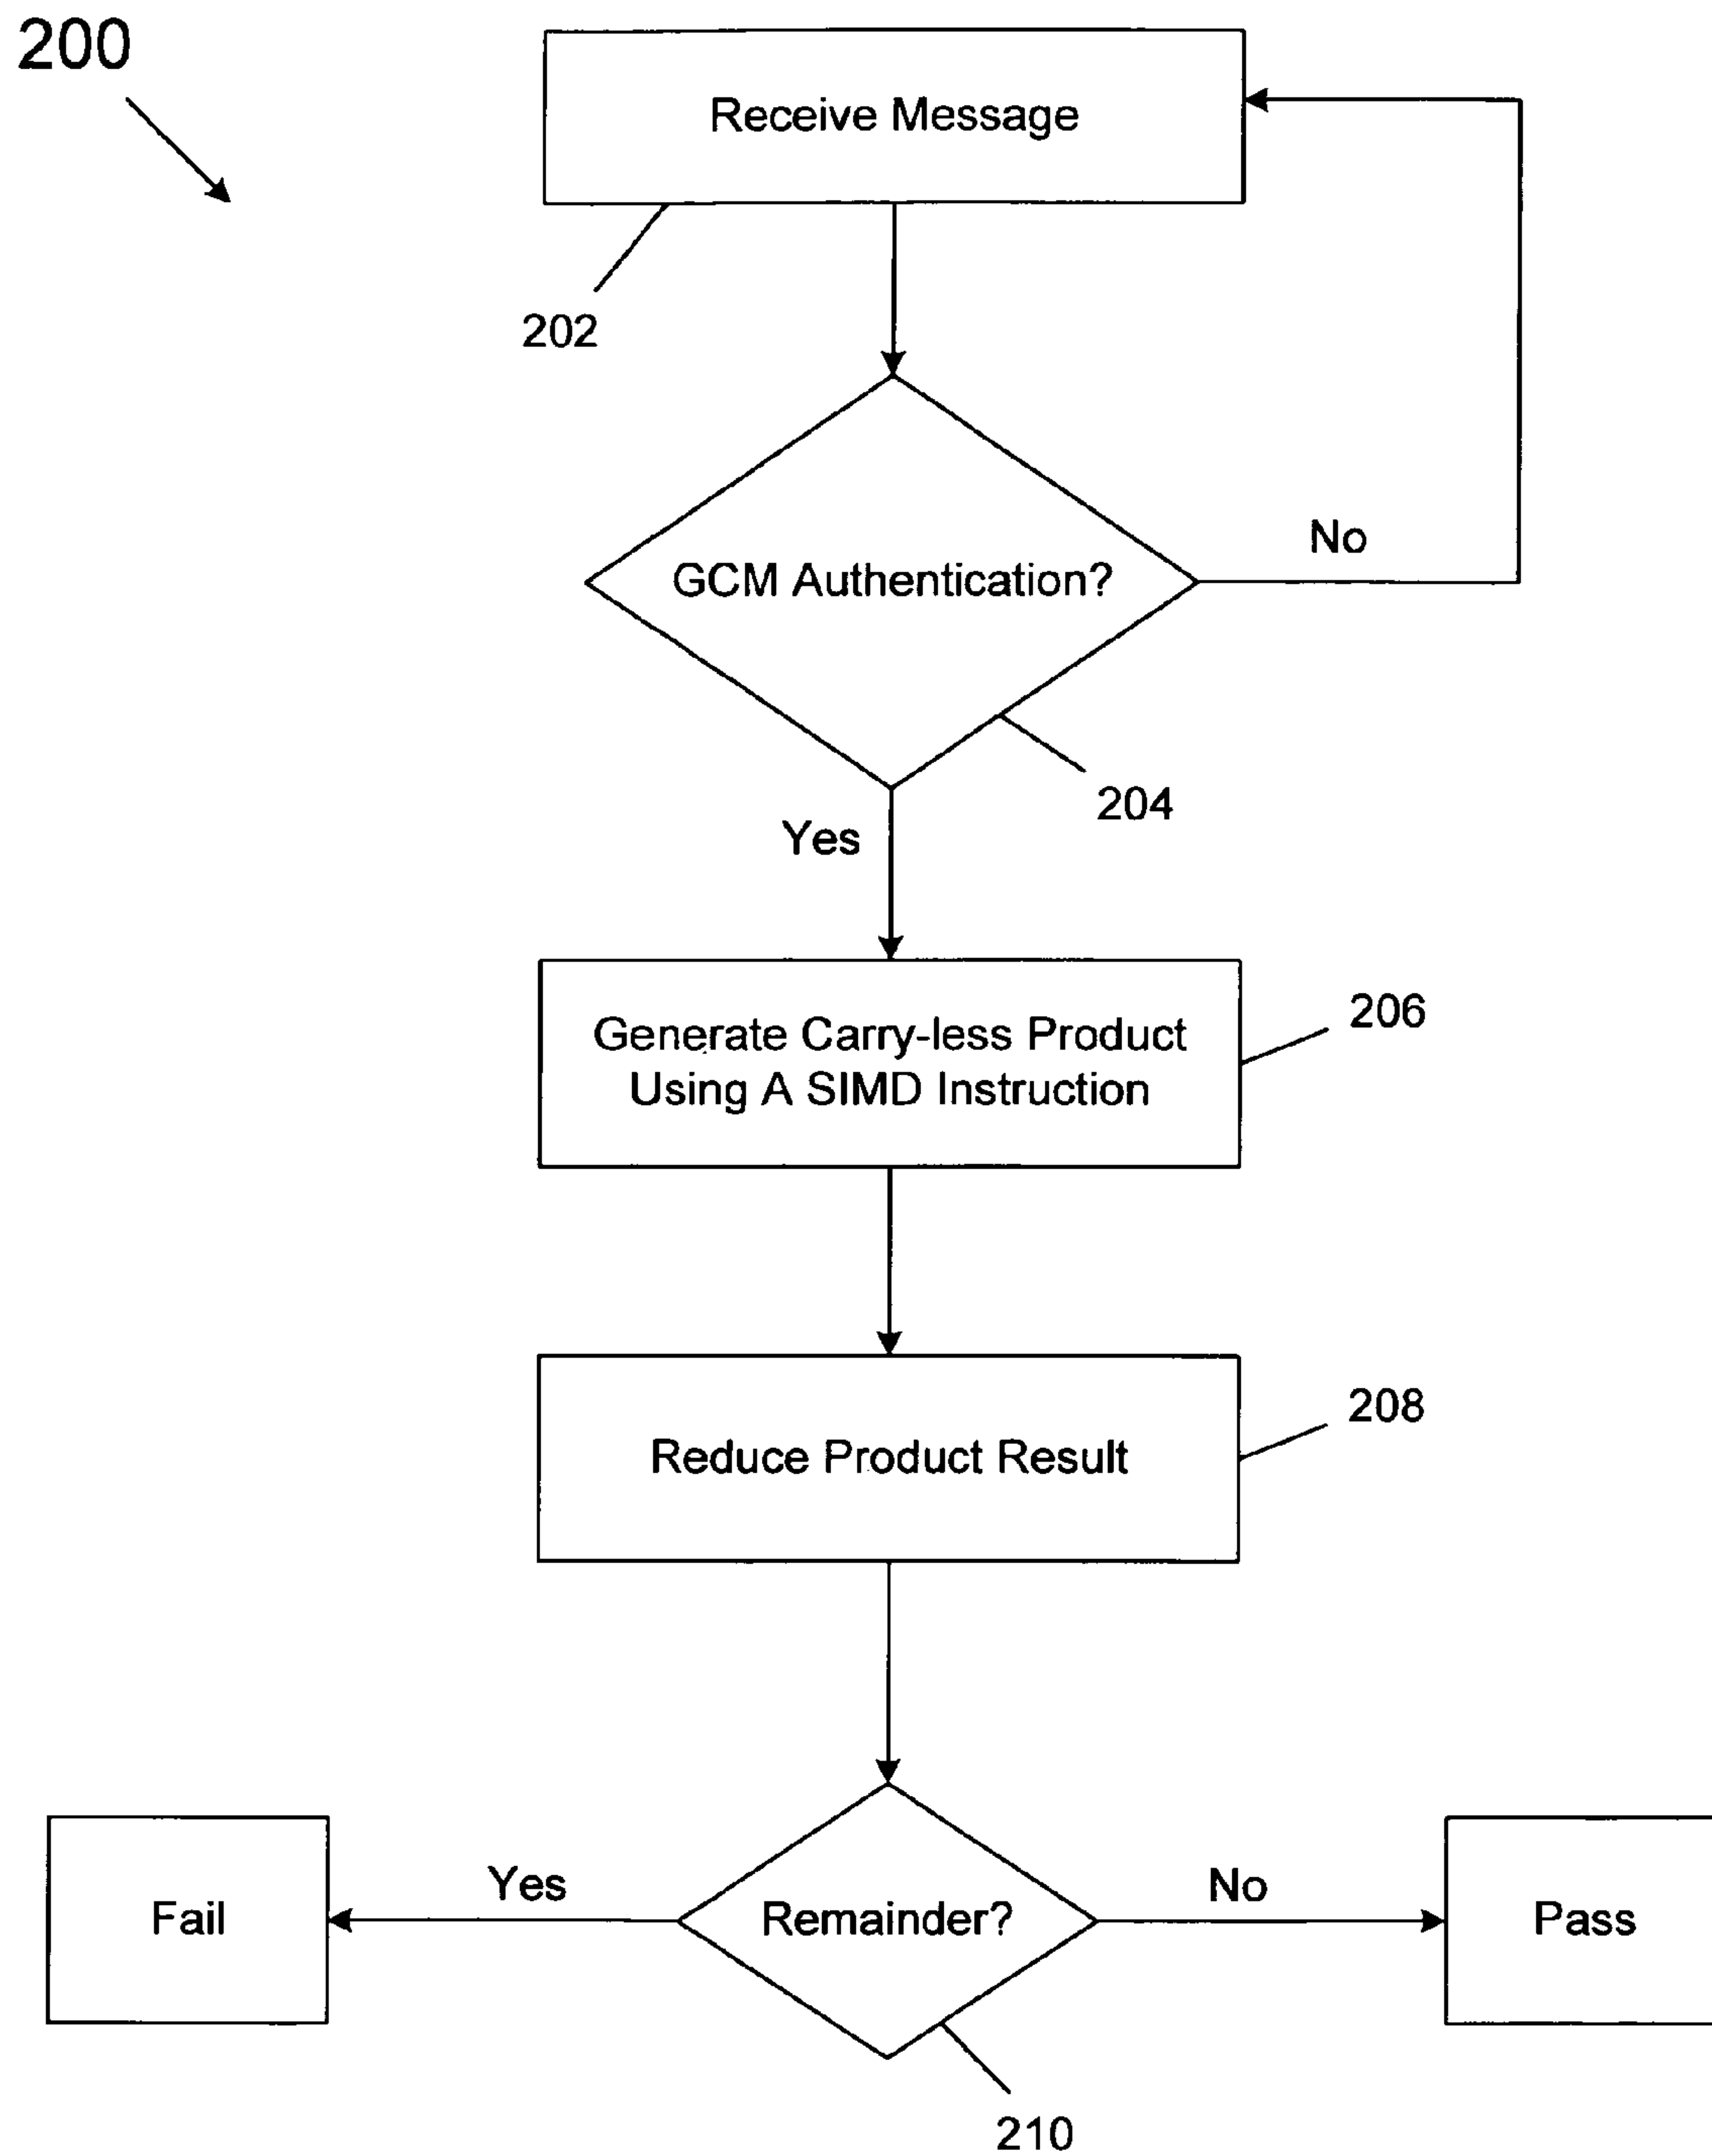 200
Receive Message
202
GCM Authentication?
No
204
Yes
Generate Carry-less Product
Using A SIMD Instruction
206
Reduce Product Result
208
Fail
Yes
Remainder?
No
Pass
210